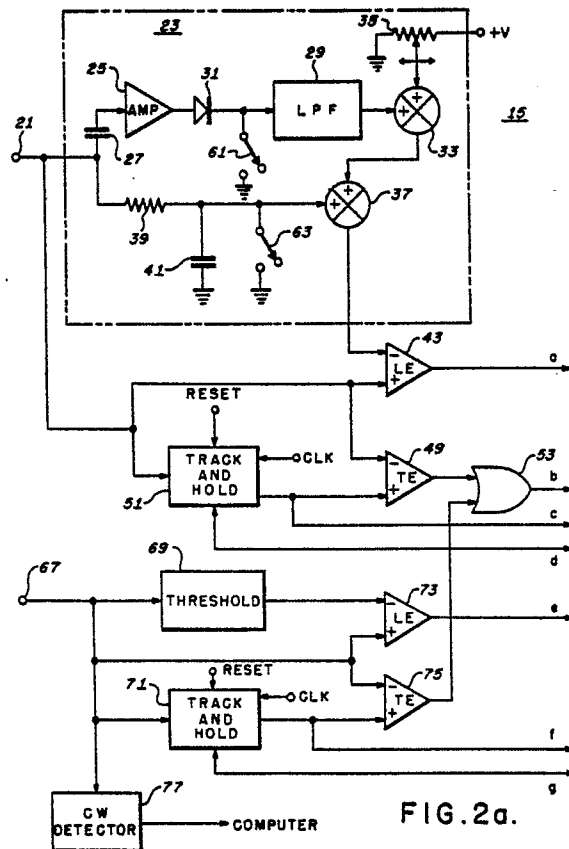 23
38
+V
25
31
29
AMP
LPF
15
21
27
61
33
37
39
63
41
43
LE
a
RESET
49
53
TRACK
AND
HOLD
CLK
TE
b
51
c
67
69
d
THRESHOLD
73
LE
e
RESET
71
75
TRACK
AND
HOLD
CLK
TE
f
77
g
CW
DETECTOR
COMPUTER
FIG.2a.